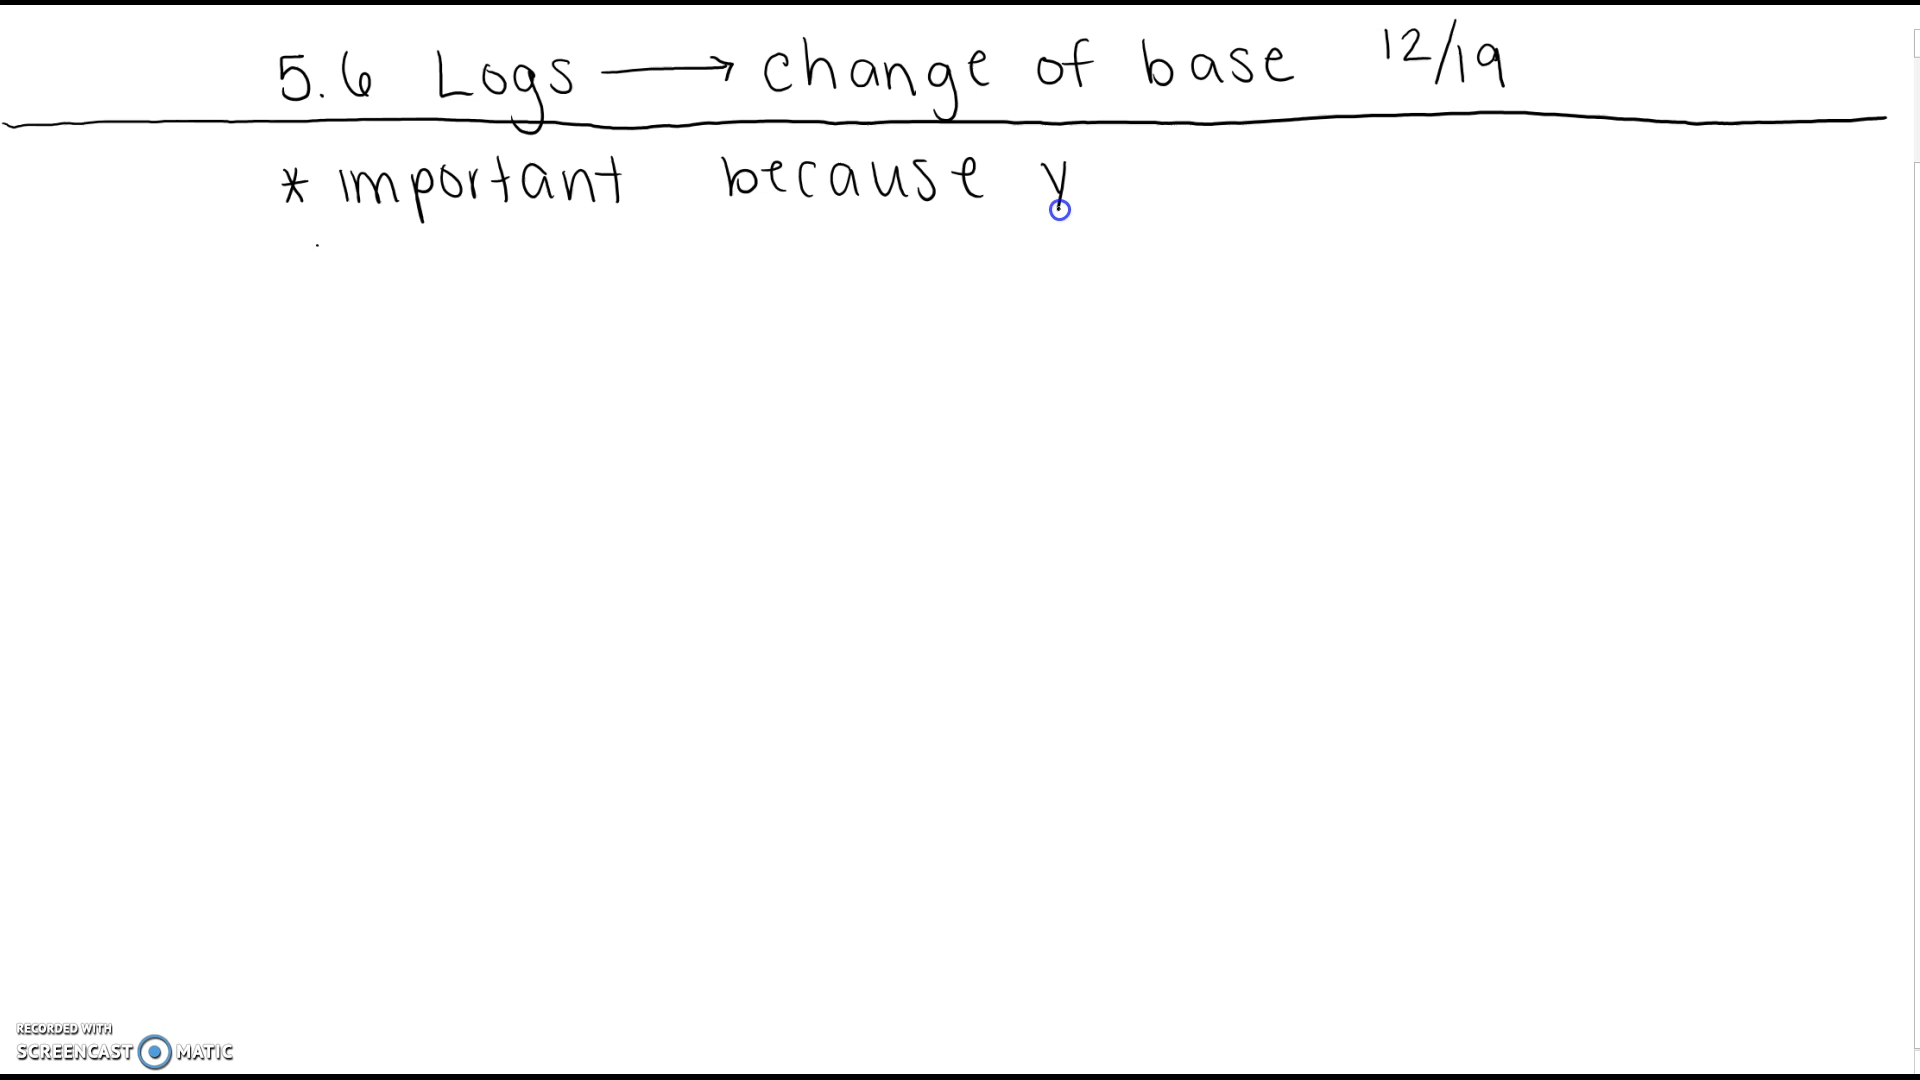 5.6 Logs → change of base 12/19
* important because y
RECORDED WITH
SCREENCAST MATIC